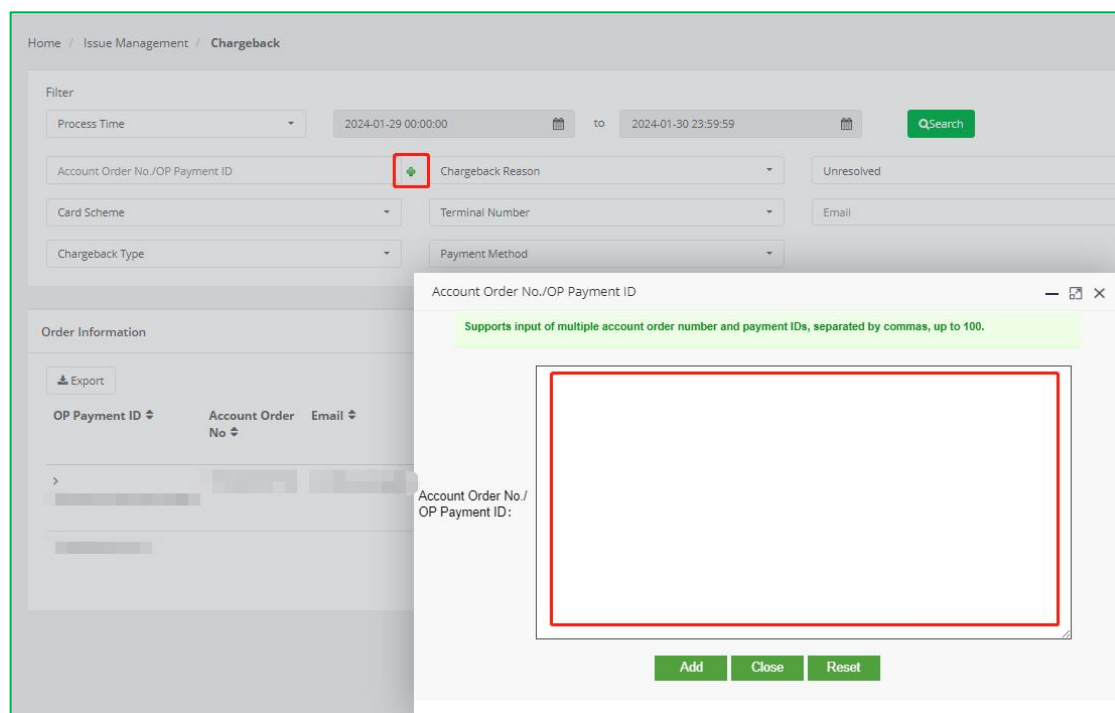 Home / Issue Management / Chargeback
Filter
Process Time 2024-01-29 00:00:00 to 2024-01-30 23:59:59 Search
Account Order No./OP Payment ID Chargeback Reason Unresolved
Card Scheme Terminal Number Email
Chargeback Type Payment Method
Account Order No./OP Payment ID
Supports input of multiple account order number and payment IDs, separated by commas, up to 100.
Order Information
Export
OP Payment ID Account Order No Email
Account Order No./
OP Payment ID:
Add Close Reset